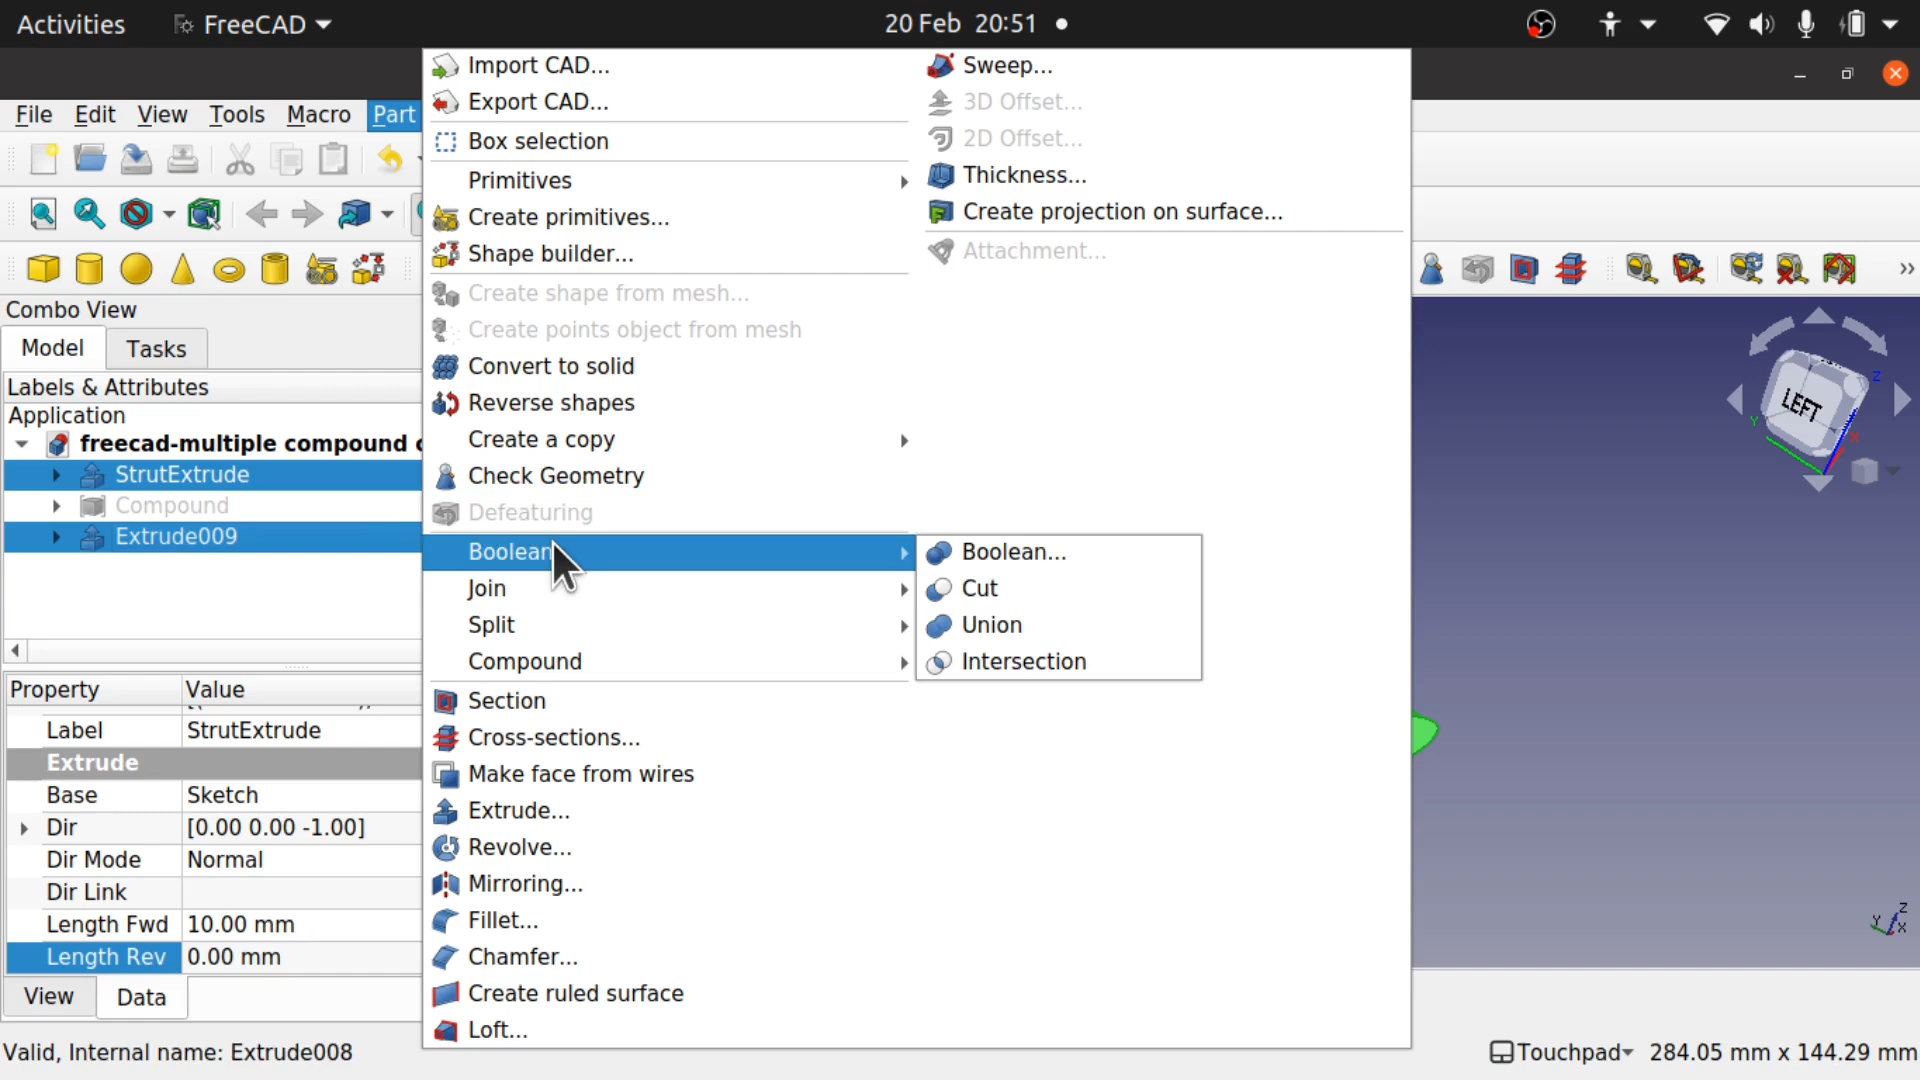 Activities
FreeCAD
20 Feb 20:51
File Edit View Tools Macro Part
Import CAD...
Export CAD...
Box selection
Primitives
Create primitives...
Shape builder...
Create shape from mesh...
Create points object from mesh
Convert to solid
Reverse shapes
Create a copy
Check Geometry
Defeaturing
Boolean
Join
Split
Compound
Section
Cross-sections...
Make face from wires
Extrude...
Revolve...
Mirroring...
Fillet...
Chamfer...
Create ruled surface
Loft...
Sweep...
3D Offset...
2D Offset...
Thickness...
Create projection on surface...
Attachment...
Boolean...
Cut
Union
Intersection
Combo View
Model Tasks
Labels & Attributes
Application
freecad-multiple compound
StrutExtrude
Compound
Extrude009
Property Value
Label StrutExtrude
Extrude
Base Sketch
Dir [0.00 0.00 -1.00]
Dir Mode Normal
Dir Link
Length Fwd 10.00 mm
Length Rev 0.00 mm
View Data
Valid, Internal name: Extrude008
LEFT
Z
Y
X
Z
Y
X
Touchpad 284.05 mm x 144.29 mm